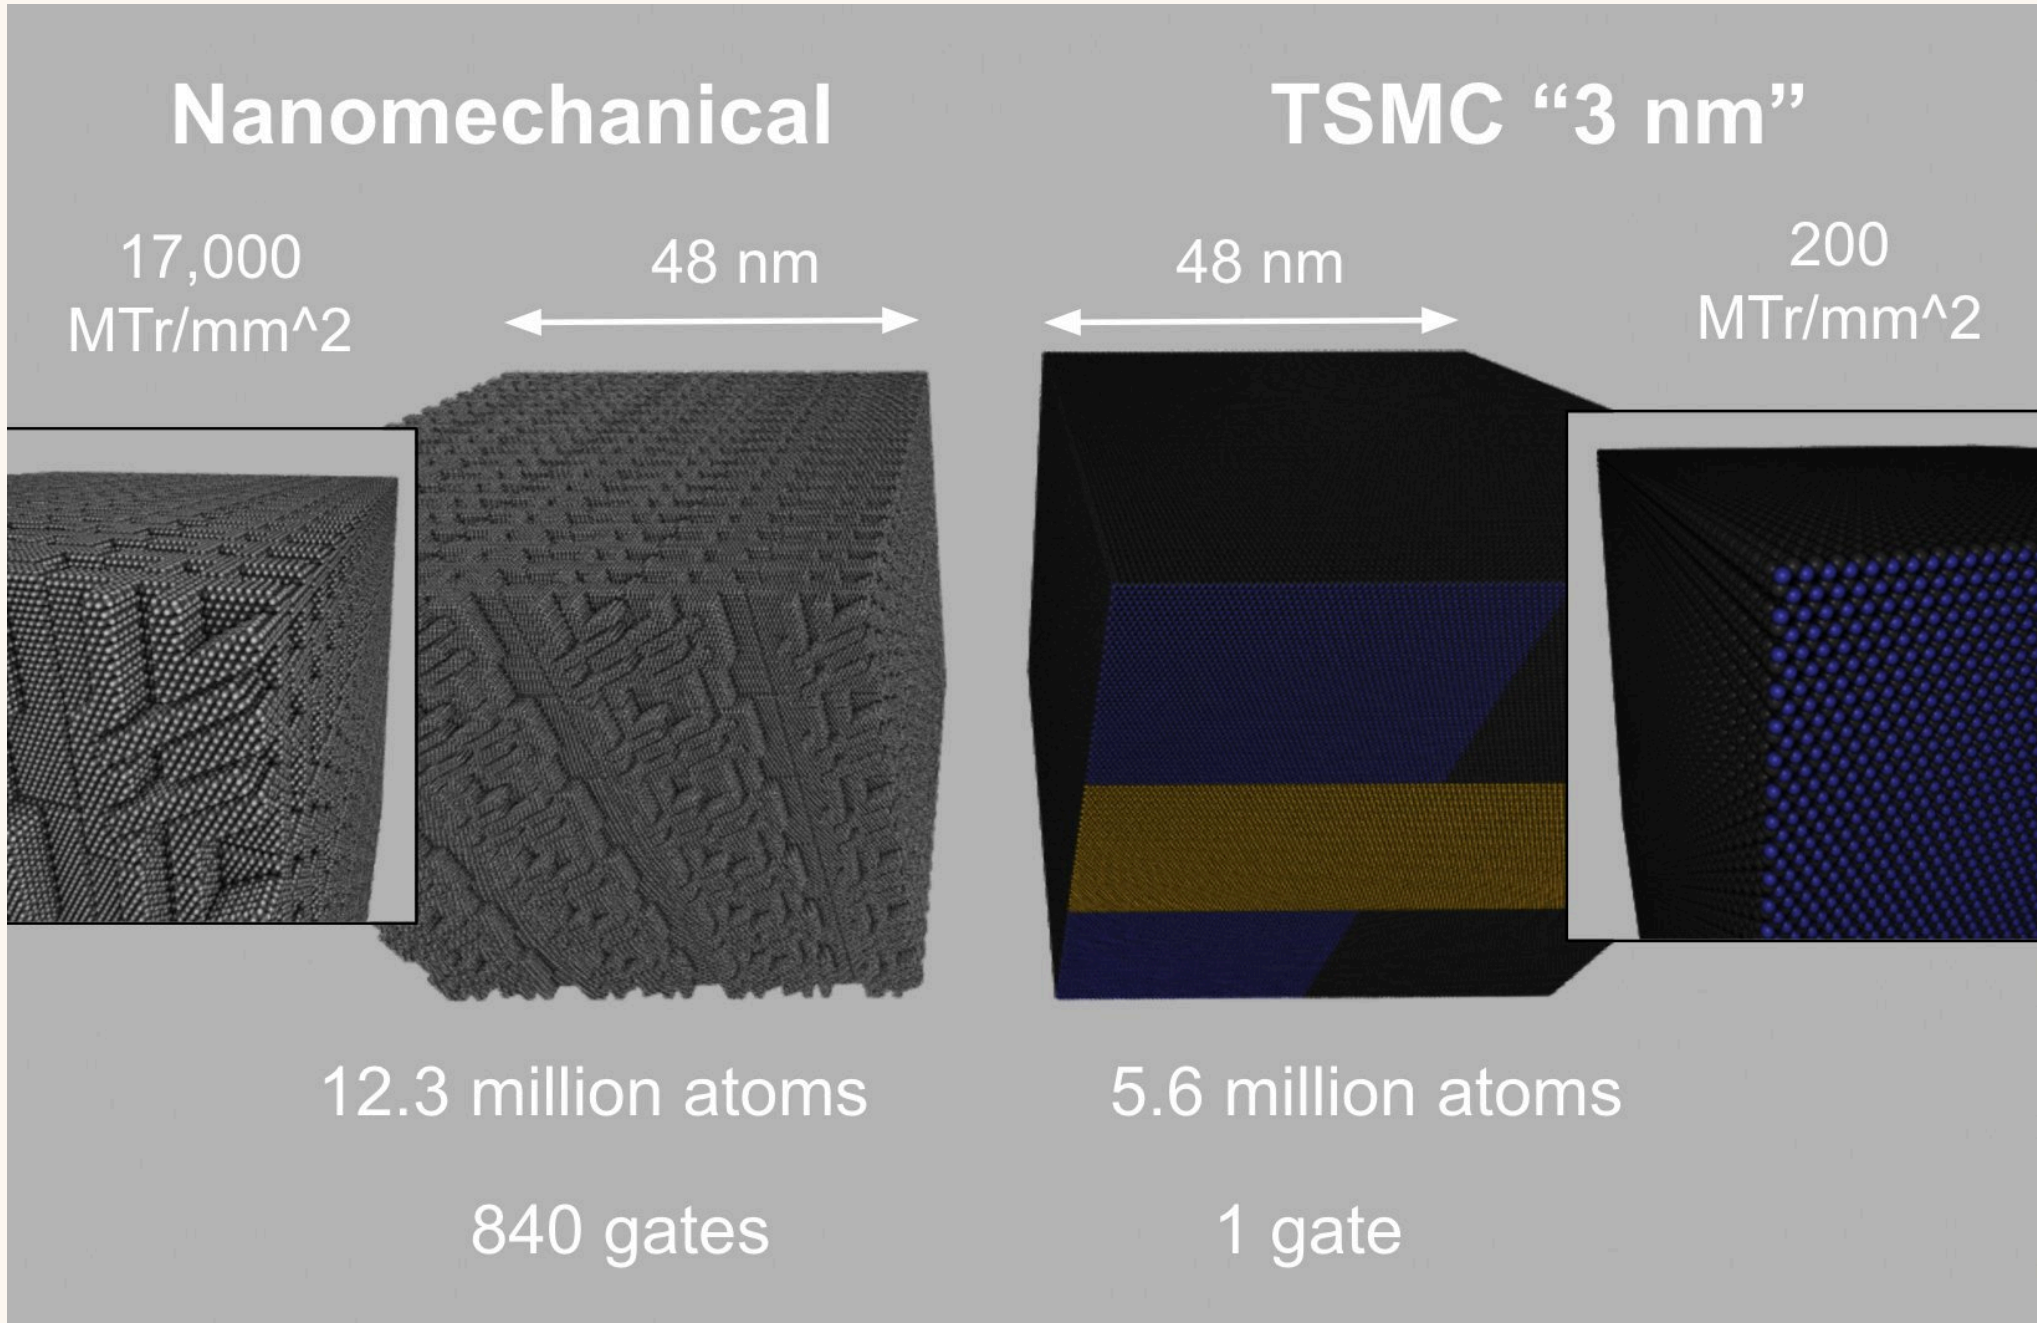 Nanomechanical
TSMC “3 nm”
17,000
MTr/mm^2
48 nm
48 nm
200
MTr/mm^2
12.3 million atoms
5.6 million atoms
840 gates
1 gate